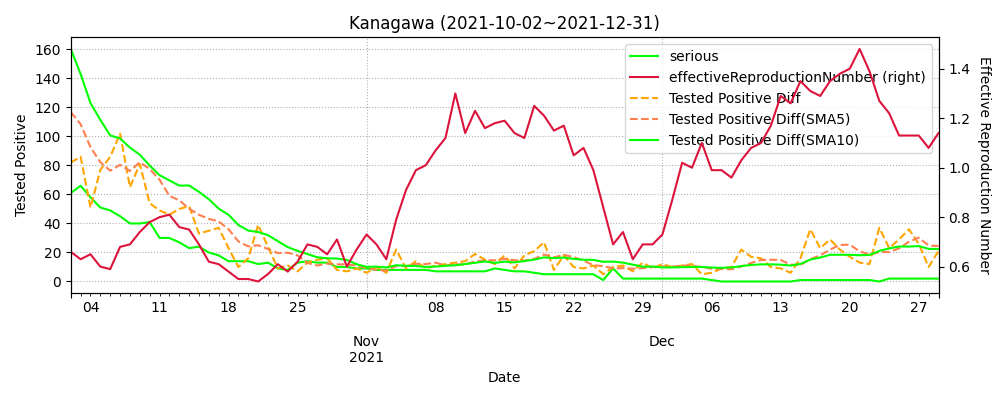 Kanagawa (2021-10-02~2021-12-31)
160
140
120
100
80
60
40
20
0
Tested Positive
1.4
1.2
1.0
0.8
0.6
Effective Reproduction Number
serious
effectiveReproductionNumber (right)
Tested Positive Diff
Tested Positive Diff(SMA5)
Tested Positive Diff(SMA10)
04 11 18 25 08 15 22 29 06 13 20 27
Nov Dec
2021
Date